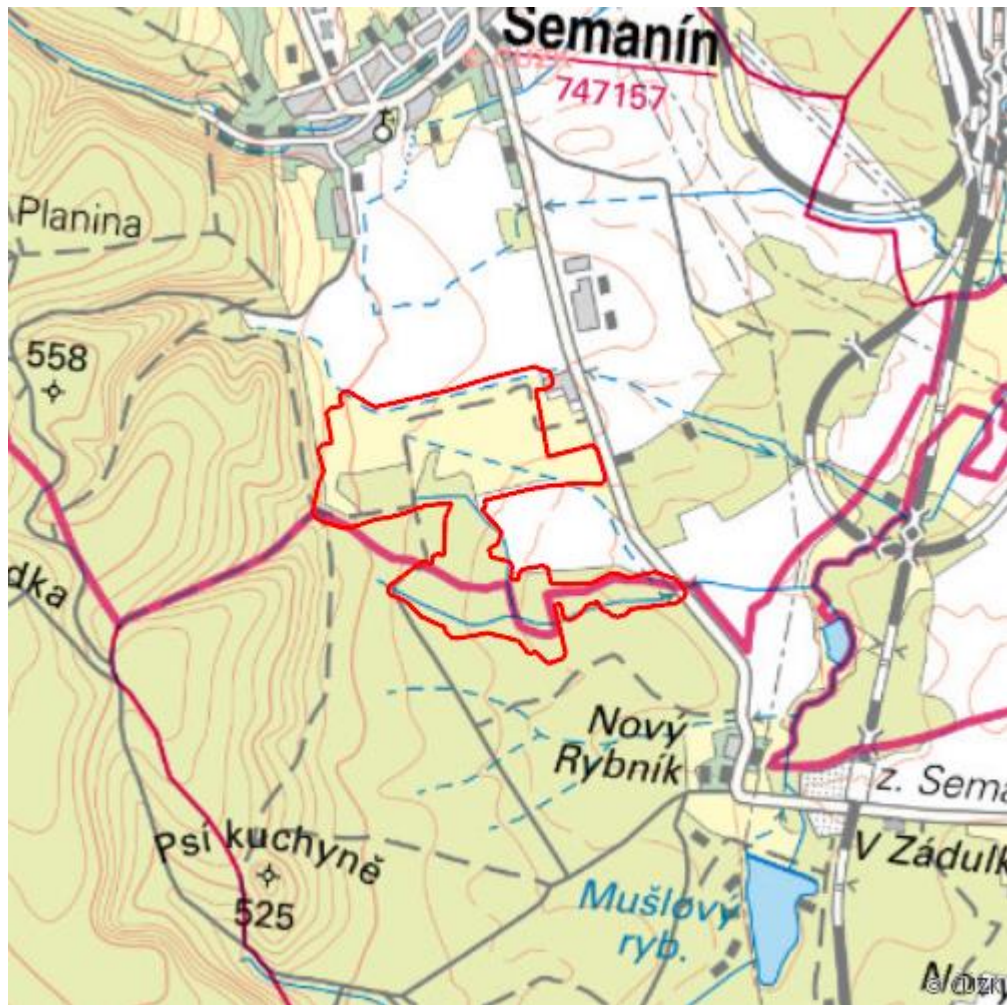 Semanín
747157
Planina
558
dka
Nový
Rybník
z. Sema
Psí kuchyně
525
V Zádulk
Mušlový
ryb.